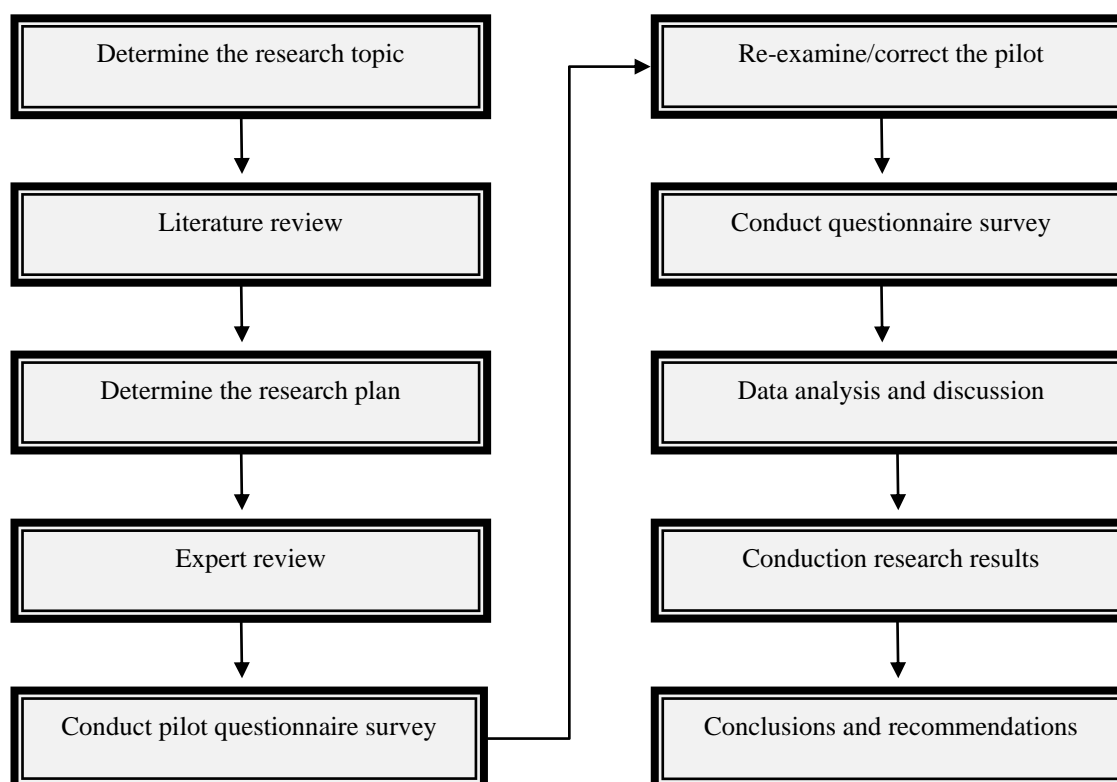 Determine the research topic
Literature review
Determine the research plan
Expert review
Conduct pilot questionnaire survey
Re-examine/correct the pilot
Conduct questionnaire survey
Data analysis and discussion
Conduction research results
Conclusions and recommendations